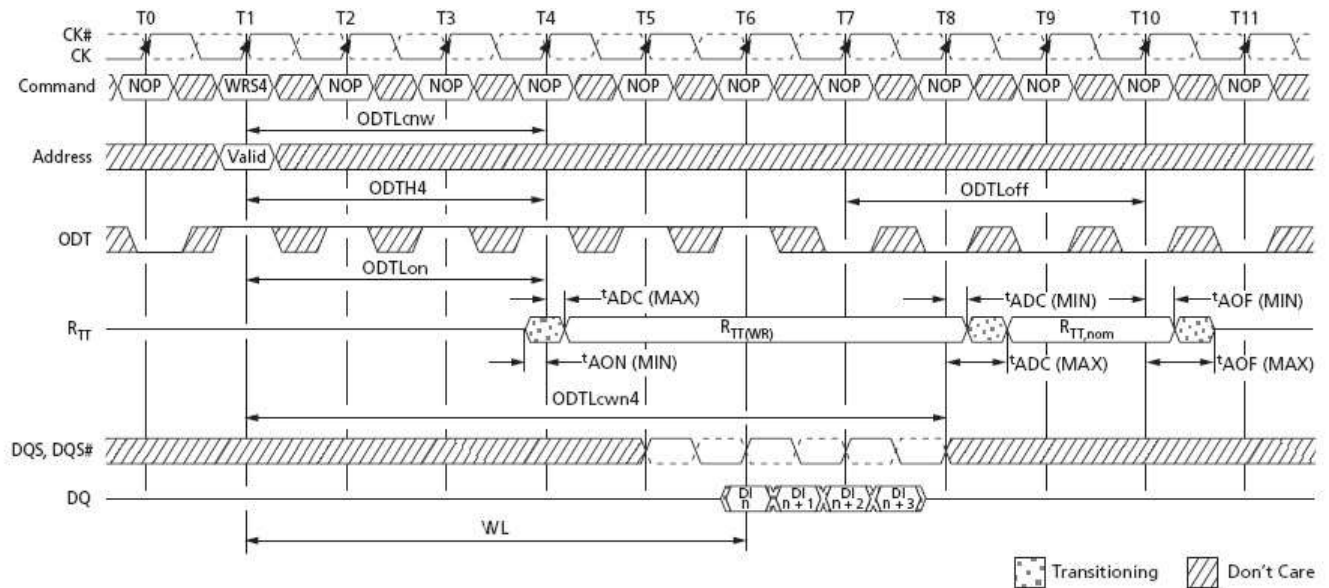 T0 T1 T2 T3 T4 T5 T6 T7 T8 T9 T10 T11
CK#
CK
Command NOP WRS4 NOP NOP NOP NOP NOP NOP NOP NOP NOP NOP
ODTLcnw
Address Valid
ODTH4 ODTLoff
ODT
ODTLon
tADC (MAX) tADC (MIN) tAOF (MIN)
RTT RTT(WR) RTT,nom
tAON (MIN) tADC (MAX) tAOF (MAX)
ODTLcwn4
DQS, DQS#
DQ DI n DI n + 1 DI n + 2 DI n + 3
WL
Transitioning Don't Care